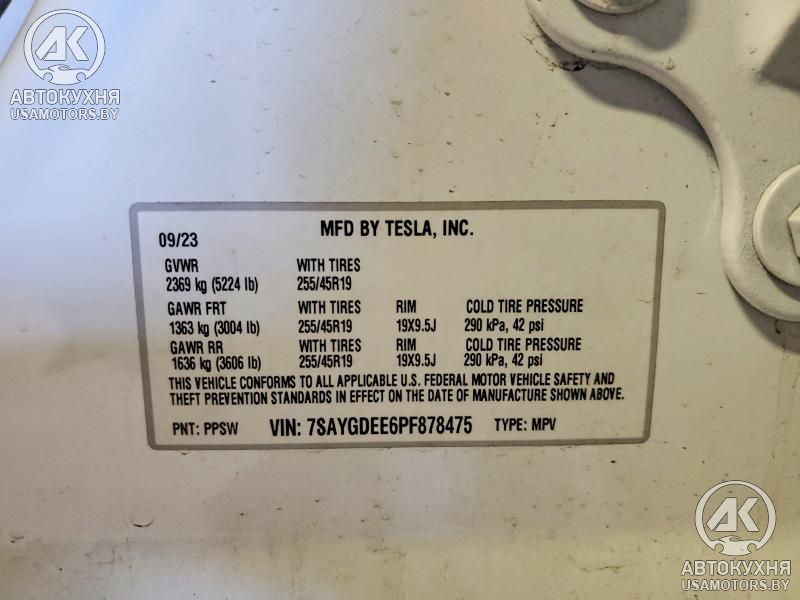 AK
АВТОКУХНЯ
USAMOTORS.BY
MFD BY TESLA, INC.
09/23
GVWR WITH TIRES
2369 kg (5224 lb) 255/45R19
GAWR FRT WITH TIRES RIM COLD TIRE PRESSURE
1363 kg (3004 lb) 255/45R19 19X9.5J 290 kPa, 42 psi
GAWR RR WITH TIRES RIM COLD TIRE PRESSURE
1636 kg (3606 lb) 255/45R19 19X9.5J 290 kPa, 42 psi
THIS VEHICLE CONFORMS TO ALL APPLICABLE U.S. FEDERAL MOTOR VEHICLE SAFETY AND
THEFT PREVENTION STANDARDS IN EFFECT ON THE DATE OF MANUFACTURE SHOWN ABOVE.
PNT: PPSW VIN: 7SAYGDEE6PF878475 TYPE: MPV
AK
АВТОКУХНЯ
USAMOTORS.BY